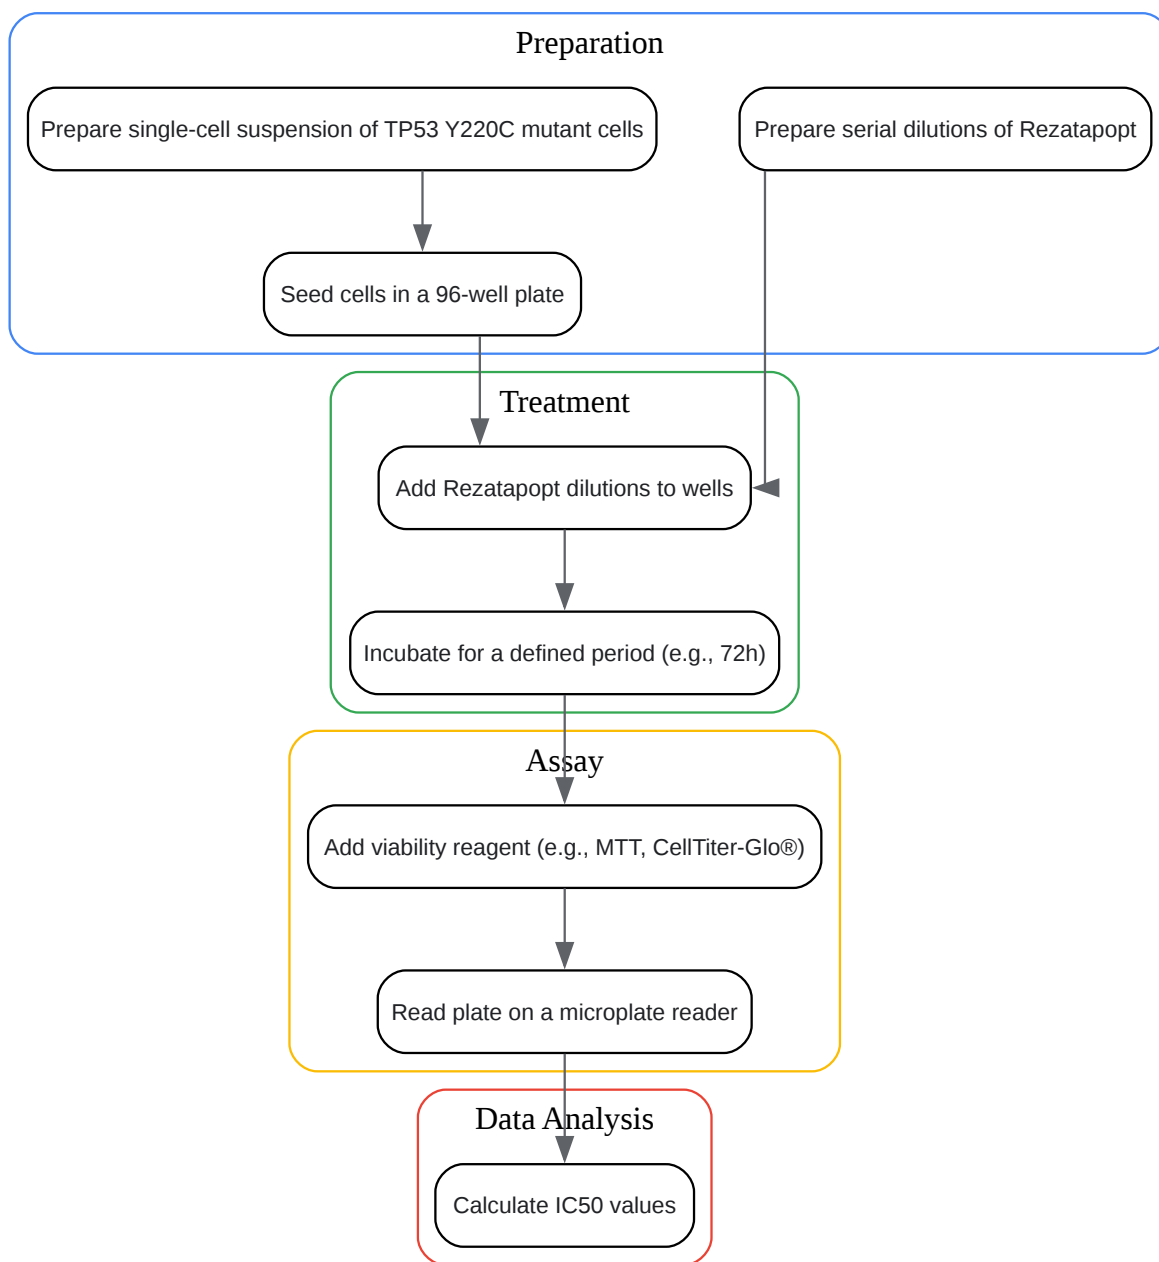 Preparation
Prepare single-cell suspension of TP53 Y220C mutant cells
Prepare serial dilutions of Rezatapopt
Seed cells in a 96-well plate
Treatment
Add Rezatapopt dilutions to wells
Incubate for a defined period (e.g., 72h)
Assay
Add viability reagent (e.g., MTT, CellTiter-Glo®)
Read plate on a microplate reader
Data Analysis
Calculate IC50 values